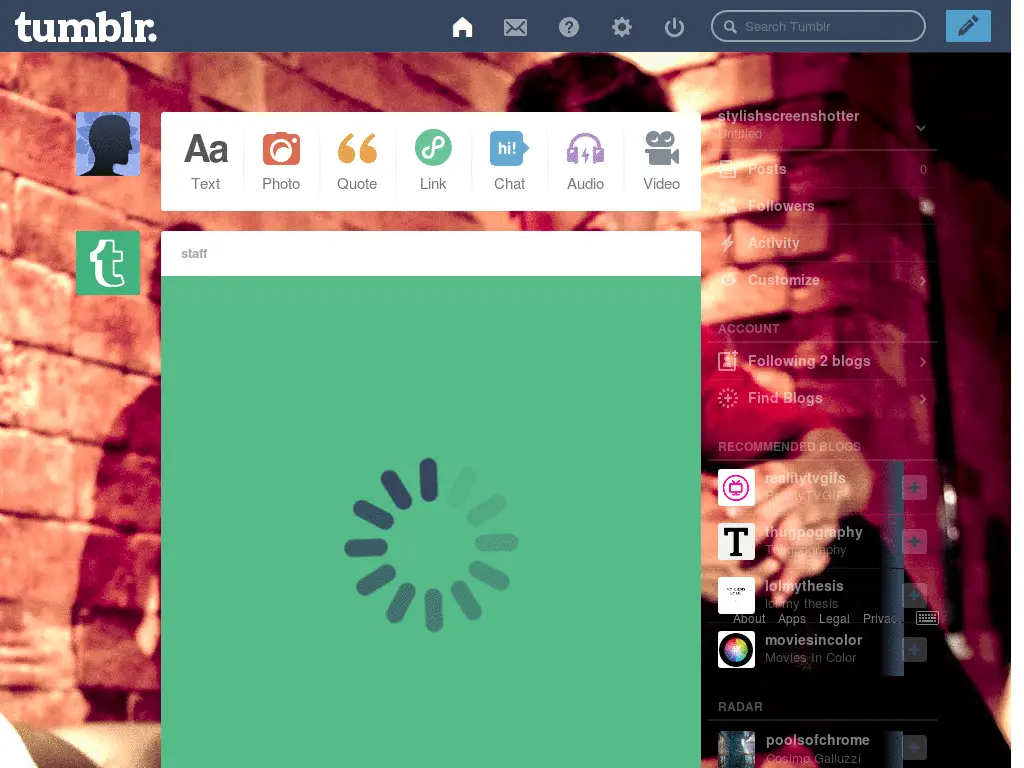 tumblr.
Search Tumblr
Aa
hi!
Text
Photo
Quote
Link
Chat
Audio
Video
stylishscreenshotter
Untitled
Posts 0
Followers
Activity
Customize
staff
ACCOUNT
Following 2 blogs
Find Blogs
RECOMMENDED BLOGS
realitytvgifs
RealityTVGIFs
T
thugpography
Thugpography
lolmythesis
lol my thesis
About Apps Legal Privac
moviesincolor
Movies In Color
RADAR
poolsofchrome
Cosimo Galluzzi